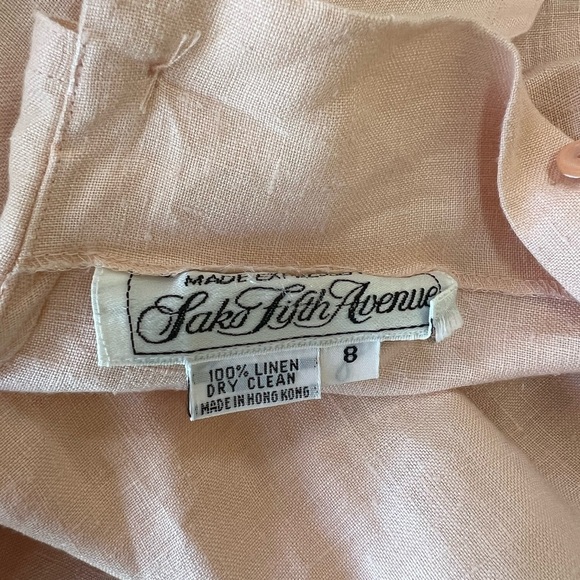 MADE
Saks Fifth Avenue
8
100% LINEN
DRY CLEAN
MADE IN HONG KONG